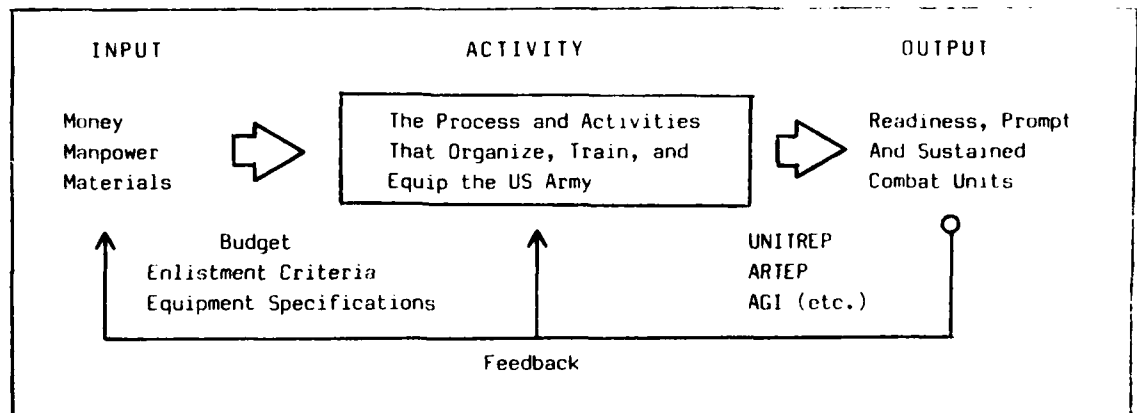 INPUT
ACTIVITY
OUTPUT
Money
Manpower
Materials
The Process and Activities
That Organize, Train, and
Equip the US Army
Readiness, Prompt
And Sustained
Combat Units
Budget
Enlistment Criteria
Equipment Specifications
UNITREP
ARTEP
AGI (etc.)
Feedback